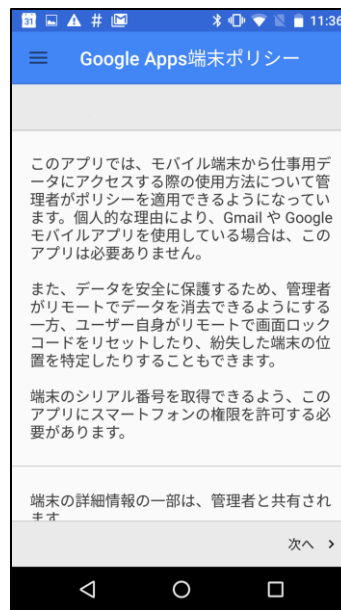 31 # M 11:36
Google Apps端末ポリシー
このアプリでは、モバイル端末から仕事用デ
ータにアクセスする際の使用方法について管
理者がポリシーを適用できるようになってい
ます。個人的な理由により、Gmail や Google
モバイルアプリを使用している場合は、この
アプリは必要ありません。
また、データを安全に保護するため、管理者
がリモートでデータを消去できるようにする
一方、ユーザー自身がリモートで画面ロック
コードをリセットしたり、紛失した端末の位
置を特定したりすることもできます。
端末のシリアル番号を取得できるよう、この
アプリにスマートフォンの権限を許可する必
要があります。
端末の詳細情報の一部は、管理者と共有され
ます
次へ